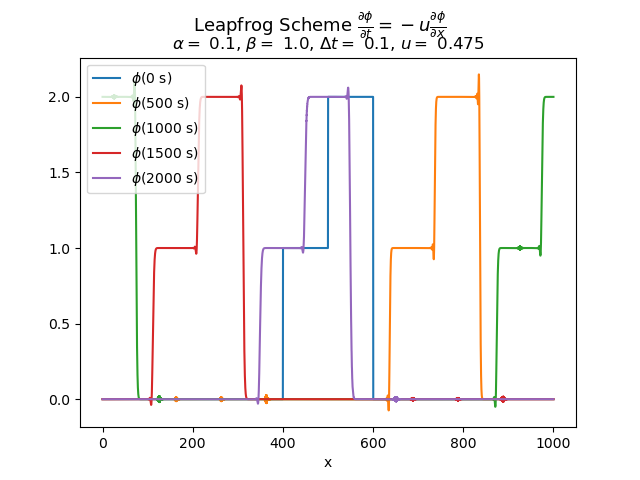 Leapfrog Scheme ∂ϕ/∂t = −u ∂ϕ/∂x
α = 0.1, β = 1.0, Δt = 0.1, u = 0.475
ϕ(0 s)
ϕ(500 s)
ϕ(1000 s)
ϕ(1500 s)
ϕ(2000 s)
2.0
1.5
1.0
0.5
0.0
0 200 400 600 800 1000
x